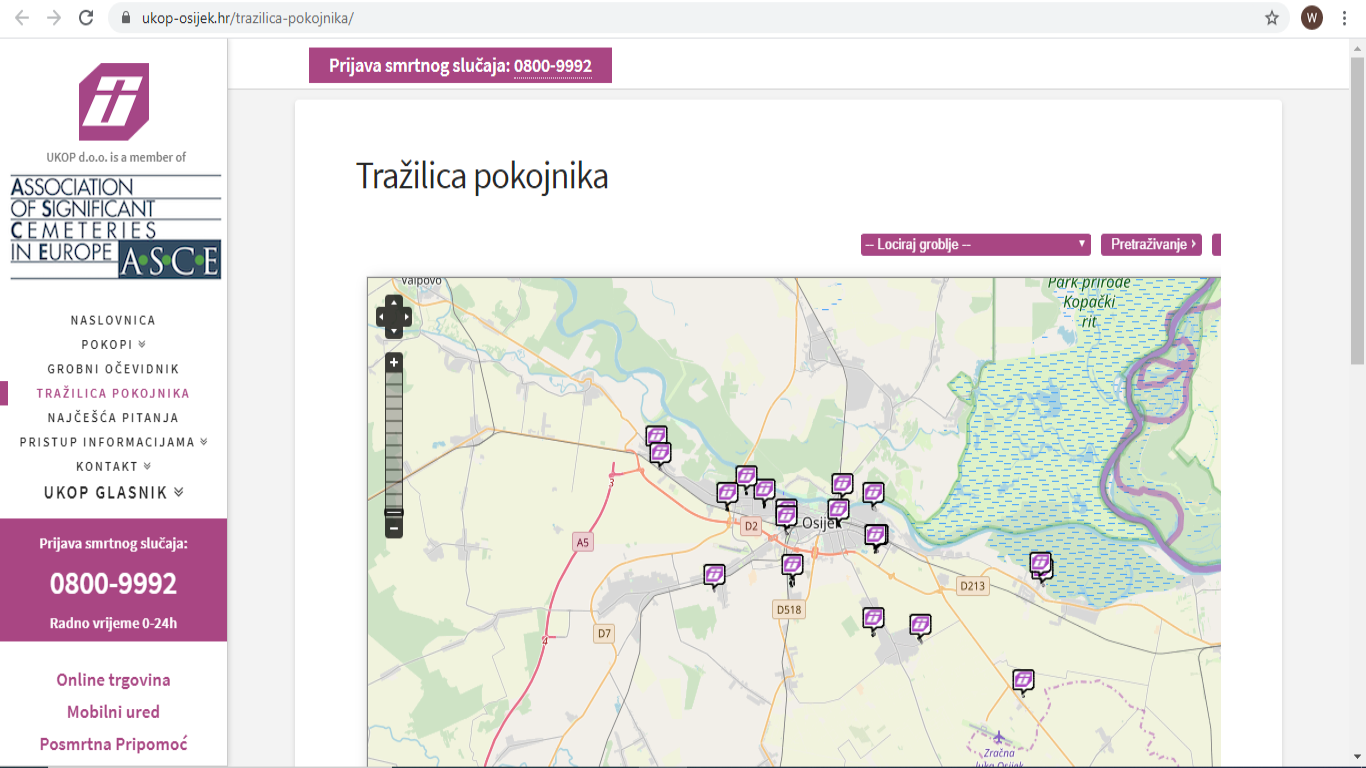 ukop-osijek.hr/trazilica-pokojnika/
W
UKOP d.o.o. is a member of
ASSOCIATION
OF SIGNIFICANT
CEMETERIES
IN EUROPE
A•S•C•E
NASLOVNICA
POKOPI
GROBNI OČEVIDNIK
TRAŽILICA POKOJNIKA
NAJČEŠĆA PITANJA
PRISTUP INFORMACIJAMA
KONTAKT
UKOP GLASNIK
Prijava smrtnog slučaja:
0800-9992
Radno vrijeme 0-24h
Online trgovina
Mobilni ured
Posmrtna Pripomoć
Prijava smrtnog slučaja: 0800-9992
Tražilica pokojnika
-- Lociraj groblje --
Pretraživanje
Valpovo
Park prirode
Kopački
rit
3
D2
Osijek
A5
D213
D518
D7
4
Zračna
luka Osijek